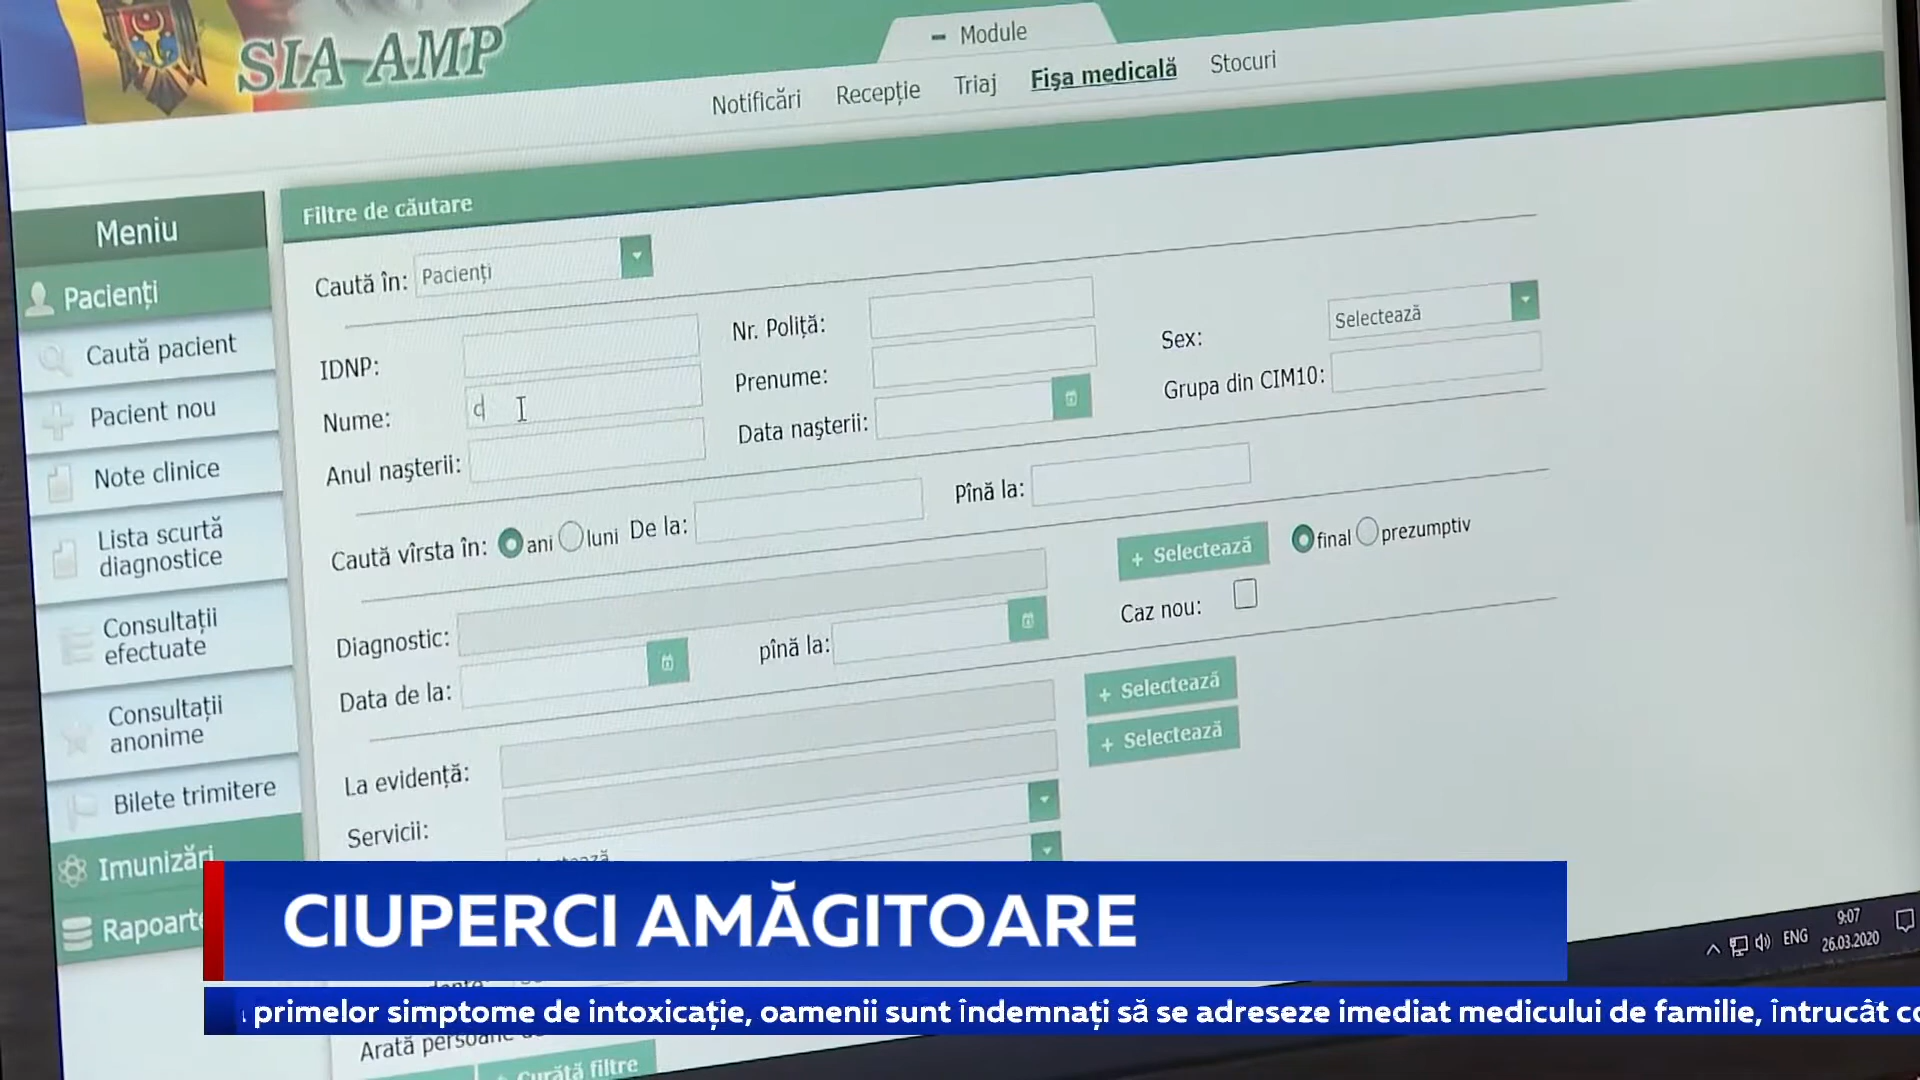 SIA AMP
Module
Notificări Recepție Triaj Fişa medicală Stocuri
Meniu
Pacienți
Caută pacient
Pacient nou
Note clinice
Lista scurtă
diagnostice
Consultații
efectuate
Consultații
anonime
Bilete trimitere
Imunizări
Rapoarte
Filtre de căutare
Caută în: Pacienți
IDNP: Nr. Poliță: Sex: Selectează
Nume: d Prenume: Grupa din CIM10:
Anul naşterii: Data naşterii:
Caută vîrsta în: ani luni De la: Pînă la:
Diagnostic: + Selectează final prezumptiv
Data de la: pînă la: Caz nou:
La evidență: + Selectează
Servicii: + Selectează
CIUPERCI AMĂGITOARE
primelor simptome de intoxicație, oamenii sunt îndemnați să se adreseze imediat medicului de familie, întrucât
Arată persoane
Curăță filtre
ENG 9:07
26.03.2020